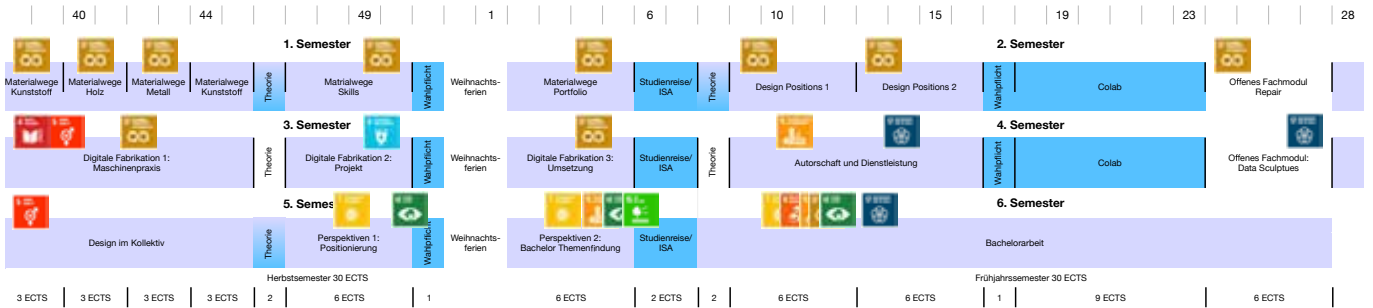 40 44 49 1 6 10 15 19 23 28
1. Semester 2. Semester
Materialwege
Kunststoff
Materialwege
Holz
Materialwege
Metall
Materialwege
Kunststoff
Theorie
Matrialwege
Skills
Wahlpflicht
Weihnachts-
ferien
Materialwege
Portfolio
Studienreise/
ISA
Theorie
Design Positions 1
Design Positions 2
Wahlpflicht
Colab
Offenes Fachmodul
Repair
3. Semester 4. Semester
Digitale Fabrikation 1:
Maschinenpraxis
Theorie
Digitale Fabrikation 2:
Projekt
Wahlpflicht
Weihnachts-
ferien
Digitale Fabrikation 3:
Umsetzung
Studienreise/
ISA
Theorie
Autorschaft und Dienstleistung
Wahlpflicht
Colab
Offenes Fachmodul:
Data Sculptues
5. Semes 6. Semester
Design im Kollektiv
Theorie
Perspektiven 1:
Positionierung
Wahlpflicht
Weihnachts-
ferien
Perspektiven 2:
Bachelor Themenfindung
Studienreise/
ISA
Bachelorarbeit
Herbstsemester 30 ECTS Frühjahrssemester 30 ECTS
3 ECTS 3 ECTS 3 ECTS 3 ECTS 2 6 ECTS 1 6 ECTS 2 ECTS 2 6 ECTS 6 ECTS 1 9 ECTS 6 ECTS